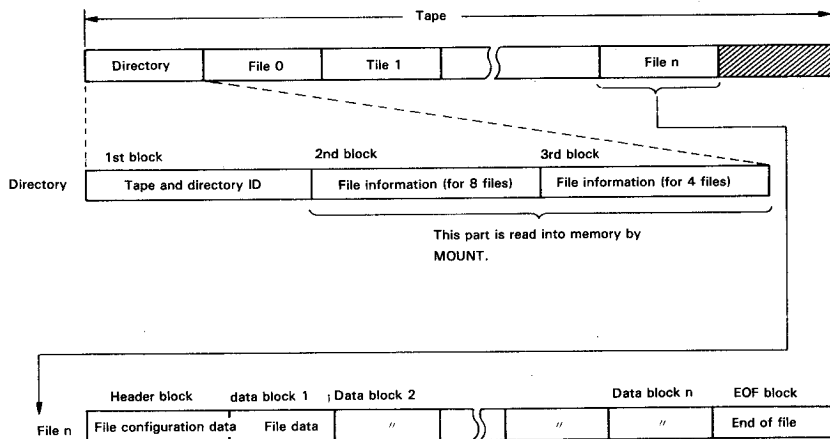 Tape
Directory File 0 Tile 1 File n
1st block 2nd block 3rd block
Directory Tape and directory ID File information (for 8 files) File information (for 4 files)
This part is read into memory by
MOUNT.
Header block data block 1 Data block 2 Data block n EOF block
File n File configuration data File data 〃 〃 〃 End of file